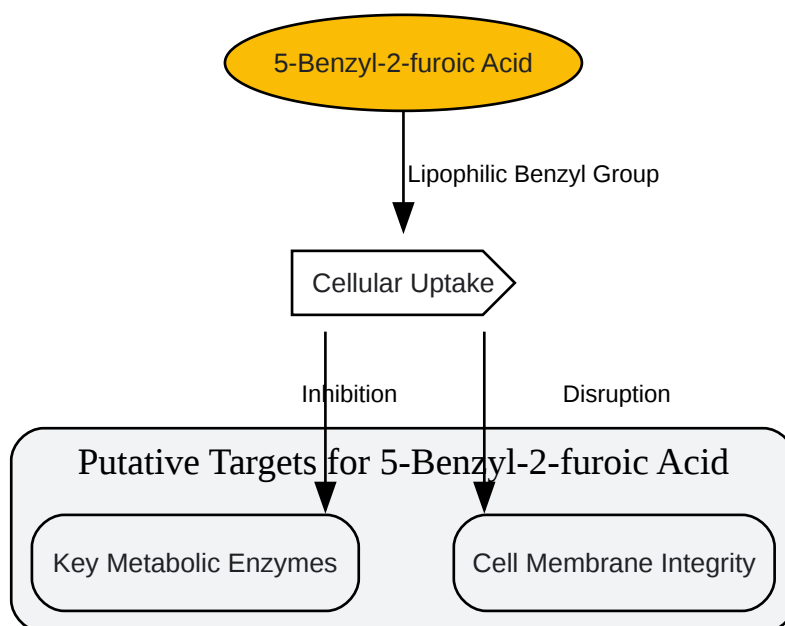 5-Benzyl-2-furoic Acid
Lipophilic Benzyl Group
Cellular Uptake
Inhibition
Disruption
Putative Targets for 5-Benzyl-2-furoic Acid
Key Metabolic Enzymes
Cell Membrane Integrity